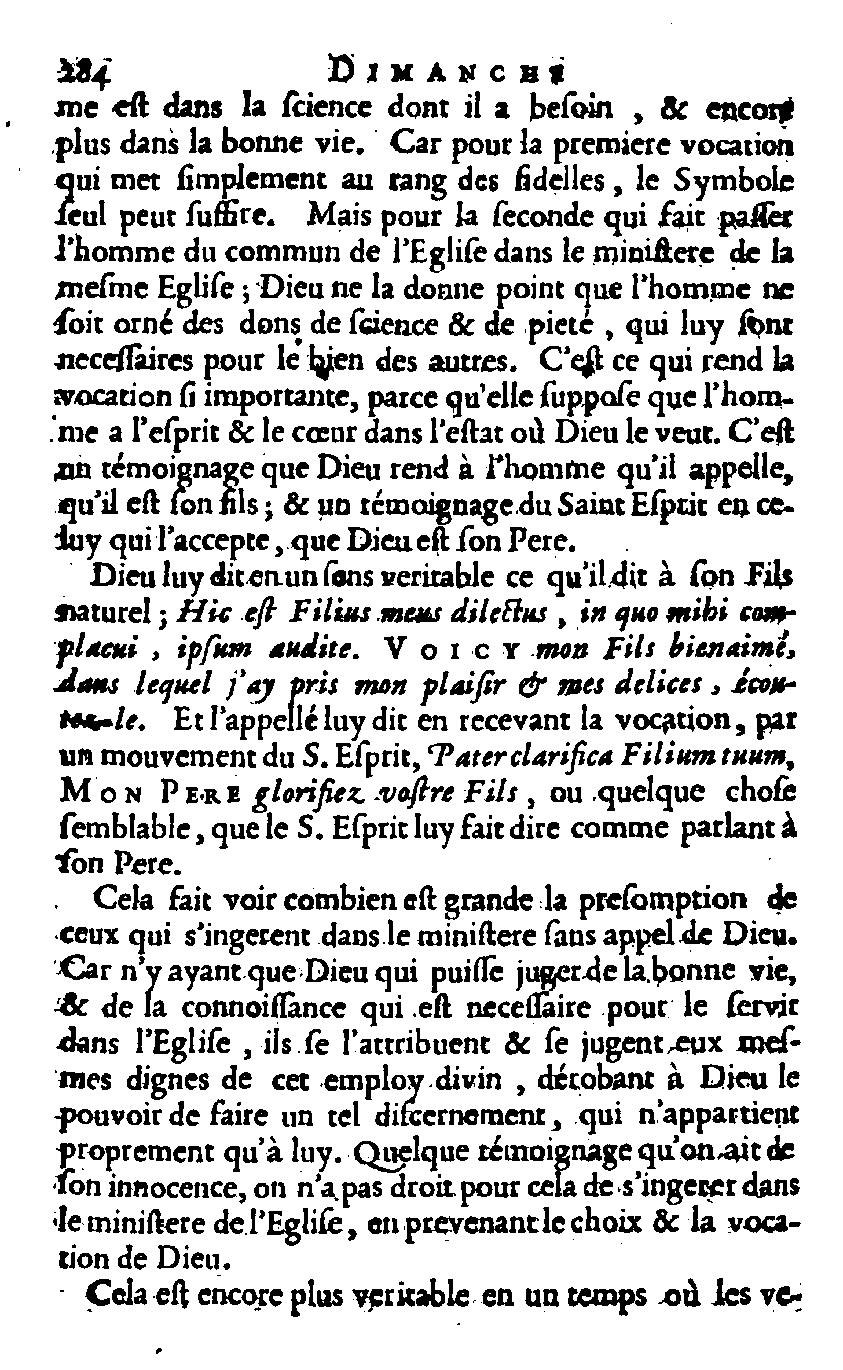 284 DIMANCHE
me eſt dans la ſcience dont il a beſoin , & encore
plus dans la bonne vie. Car pour la premiere vocation
qui met ſimplement au rang des fidelles, le Symbole
ſeul peut ſuffire. Mais pour la ſeconde qui fait paſſer
l'homme du commun de l'Egliſe dans le miniſtere de la
meſme Egliſe ; Dieu ne la donne point que l'homme ne
ſoit orné des dons de ſcience & de pieté , qui luy ſont
neceſſaires pour le bien des autres. C'eſt ce qui rend la
vocation ſi importante, parce qu'elle ſuppoſe que l'hom-
me a l'eſprit & le cœur dans l'eſtat où Dieu le veut. C'eſt
un témoignage que Dieu rend à l'homme qu'il appelle,
qu'il eſt ſon fils ; & un témoignage du Saint Eſprit en ce-
luy qui l'accepte, que Dieu eſt ſon Pere.
Dieu luy dit en un ſens veritable ce qu'il dit à ſon Fils
naturel ; Hic eſt Filius meus dilectus , in quo mihi com-
placui , ipſum audite. VOICY mon Fils bienaimé,
dans lequel j'ay pris mon plaiſir & mes delices , écou-
tez-le. Et l'appellé luy dit en recevant la vocation, par
un mouvement du S. Eſprit, Pater clarifica Filium tuum,
MON PERE glorifiez voſtre Fils , ou quelque choſe
ſemblable, que le S. Eſprit luy fait dire comme parlant à
ſon Pere.
Cela fait voir combien eſt grande la preſomption de
ceux qui s'ingerent dans le miniſtere ſans appel de Dieu.
Car n'y ayant que Dieu qui puiſſe juger de la bonne vie,
& de la connoiſſance qui eſt neceſſaire pour le ſervir
dans l'Egliſe , ils ſe l'attribuent & ſe jugent eux meſ-
mes dignes de cet employ divin , dérobant à Dieu le
pouvoir de faire un tel diſcernement, qui n'appartient
proprement qu'à luy. Quelque témoignage qu'on ait de
ſon innocence, on n'a pas droit pour cela de s'ingerer dans
le miniſtere de l'Egliſe, en prevenant le choix & la voca-
tion de Dieu.
Cela eſt encore plus veritable en un temps où les ve-